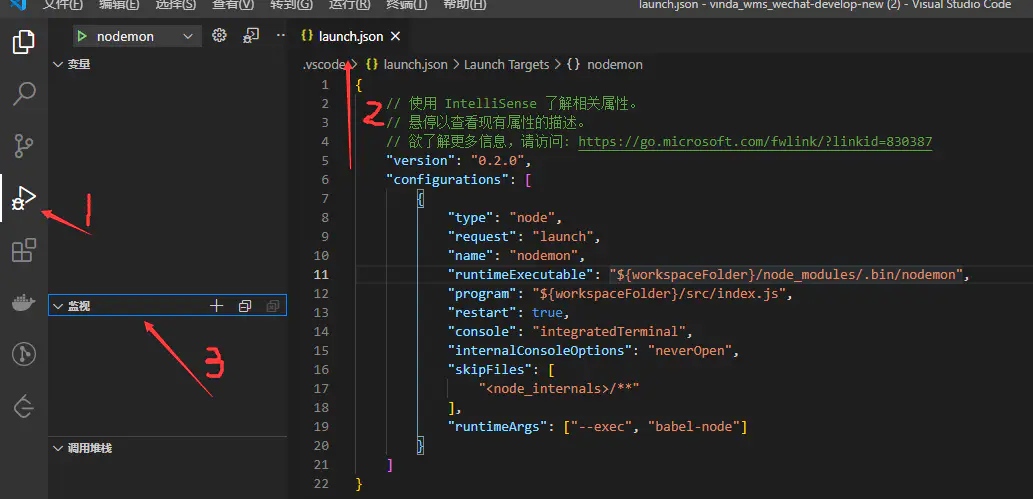 文件(F) 编辑(E) 选择(S) 查看(V) 转到(G) 运行(R) 终端(T) 帮助(H) launch.json - vinda_wms_wechat-develop-new (2) - Visual Studio Code
nodemon
{} launch.json ×
变量
.vscode > {} launch.json > Launch Targets > {} nodemon
1 {
2 // 使用 IntelliSense 了解相关属性。
3 // 悬停以查看现有属性的描述。
4 // 欲了解更多信息，请访问: https://go.microsoft.com/fwlink/?linkid=830387
5 "version": "0.2.0",
6 "configurations": [
7 {
8 "type": "node",
9 "request": "launch",
10 "name": "nodemon",
11 "runtimeExecutable": "${workspaceFolder}/node_modules/.bin/nodemon",
12 "program": "${workspaceFolder}/src/index.js",
13 "restart": true,
14 "console": "integratedTerminal",
15 "internalConsoleOptions": "neverOpen",
16 "skipFiles": [
17 "<node_internals>/**"
18 ],
19 "runtimeArgs": ["--exec", "babel-node"]
20 }
21 ]
22 }
监视
调用堆栈
1
2
3